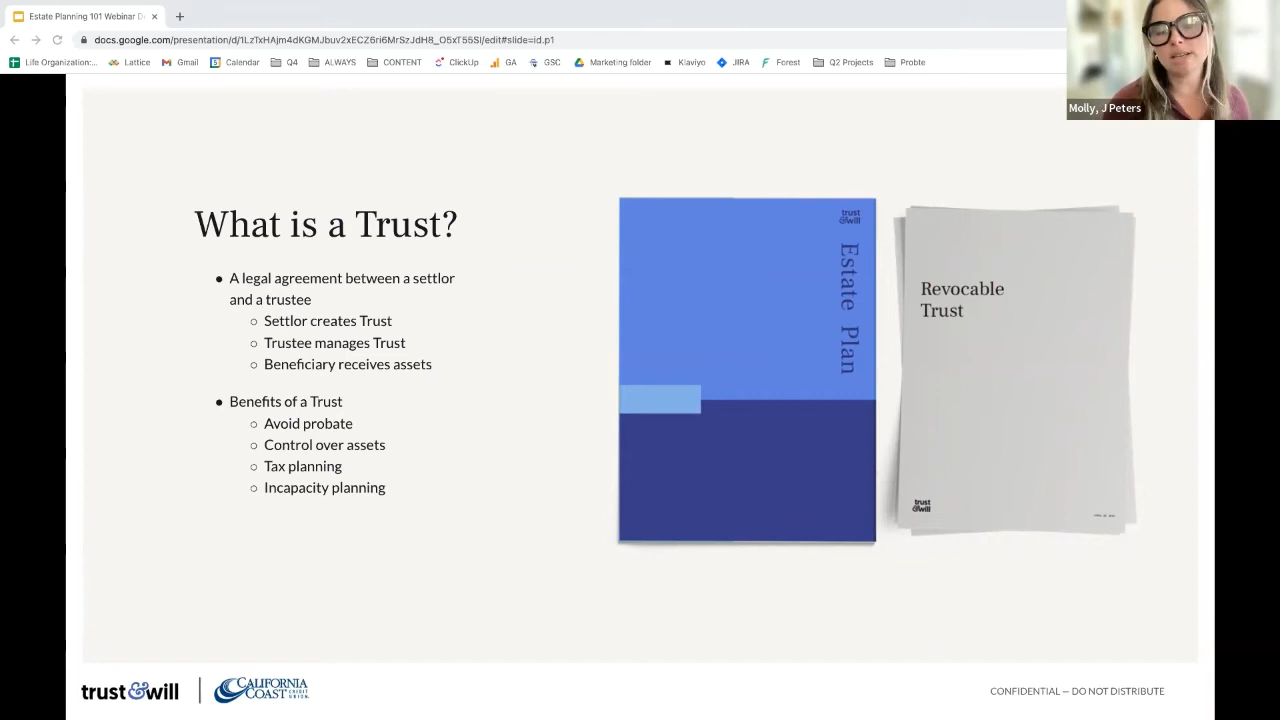 Estate Planning 101 Webinar D
docs.google.com/presentation/d/1LzTxHAjm4dKGMJbuv2xECZ6ri6MrSzJdH8_O5xT55SI/edit#slide=id.p1
Life Organization:... Lattice Gmail Calendar Q4 ALWAYS CONTENT ClickUp GA GSC Marketing folder Klaviyo JIRA Forest Q2 Projects Probte
Molly, J Peters
What is a Trust?
● A legal agreement between a settlor
and a trustee
○ Settlor creates Trust
○ Trustee manages Trust
○ Beneficiary receives assets
● Benefits of a Trust
○ Avoid probate
○ Control over assets
○ Tax planning
○ Incapacity planning
trust
&will
Estate Plan
Revocable
Trust
trust
&will
trust&will
CALIFORNIA
COAST CREDIT UNION
CONFIDENTIAL – DO NOT DISTRIBUTE